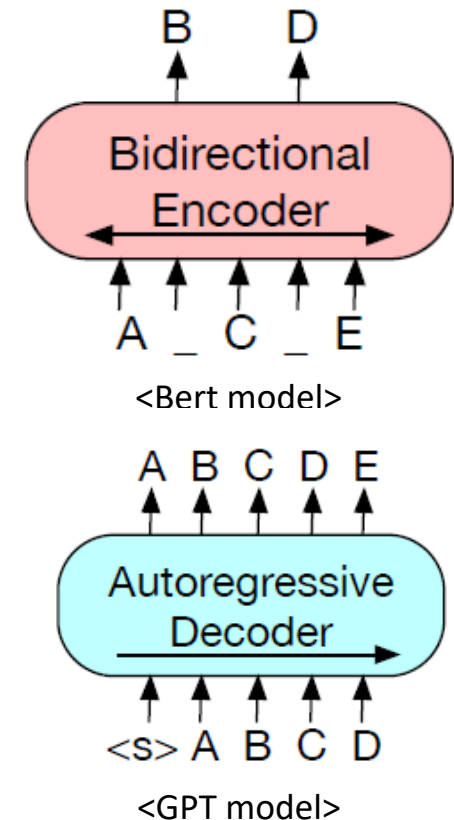 B D
Bidirectional
Encoder
A _ C _ E
<Bert model>
A B C D E
Autoregressive
Decoder
<s> A B C D
<GPT model>